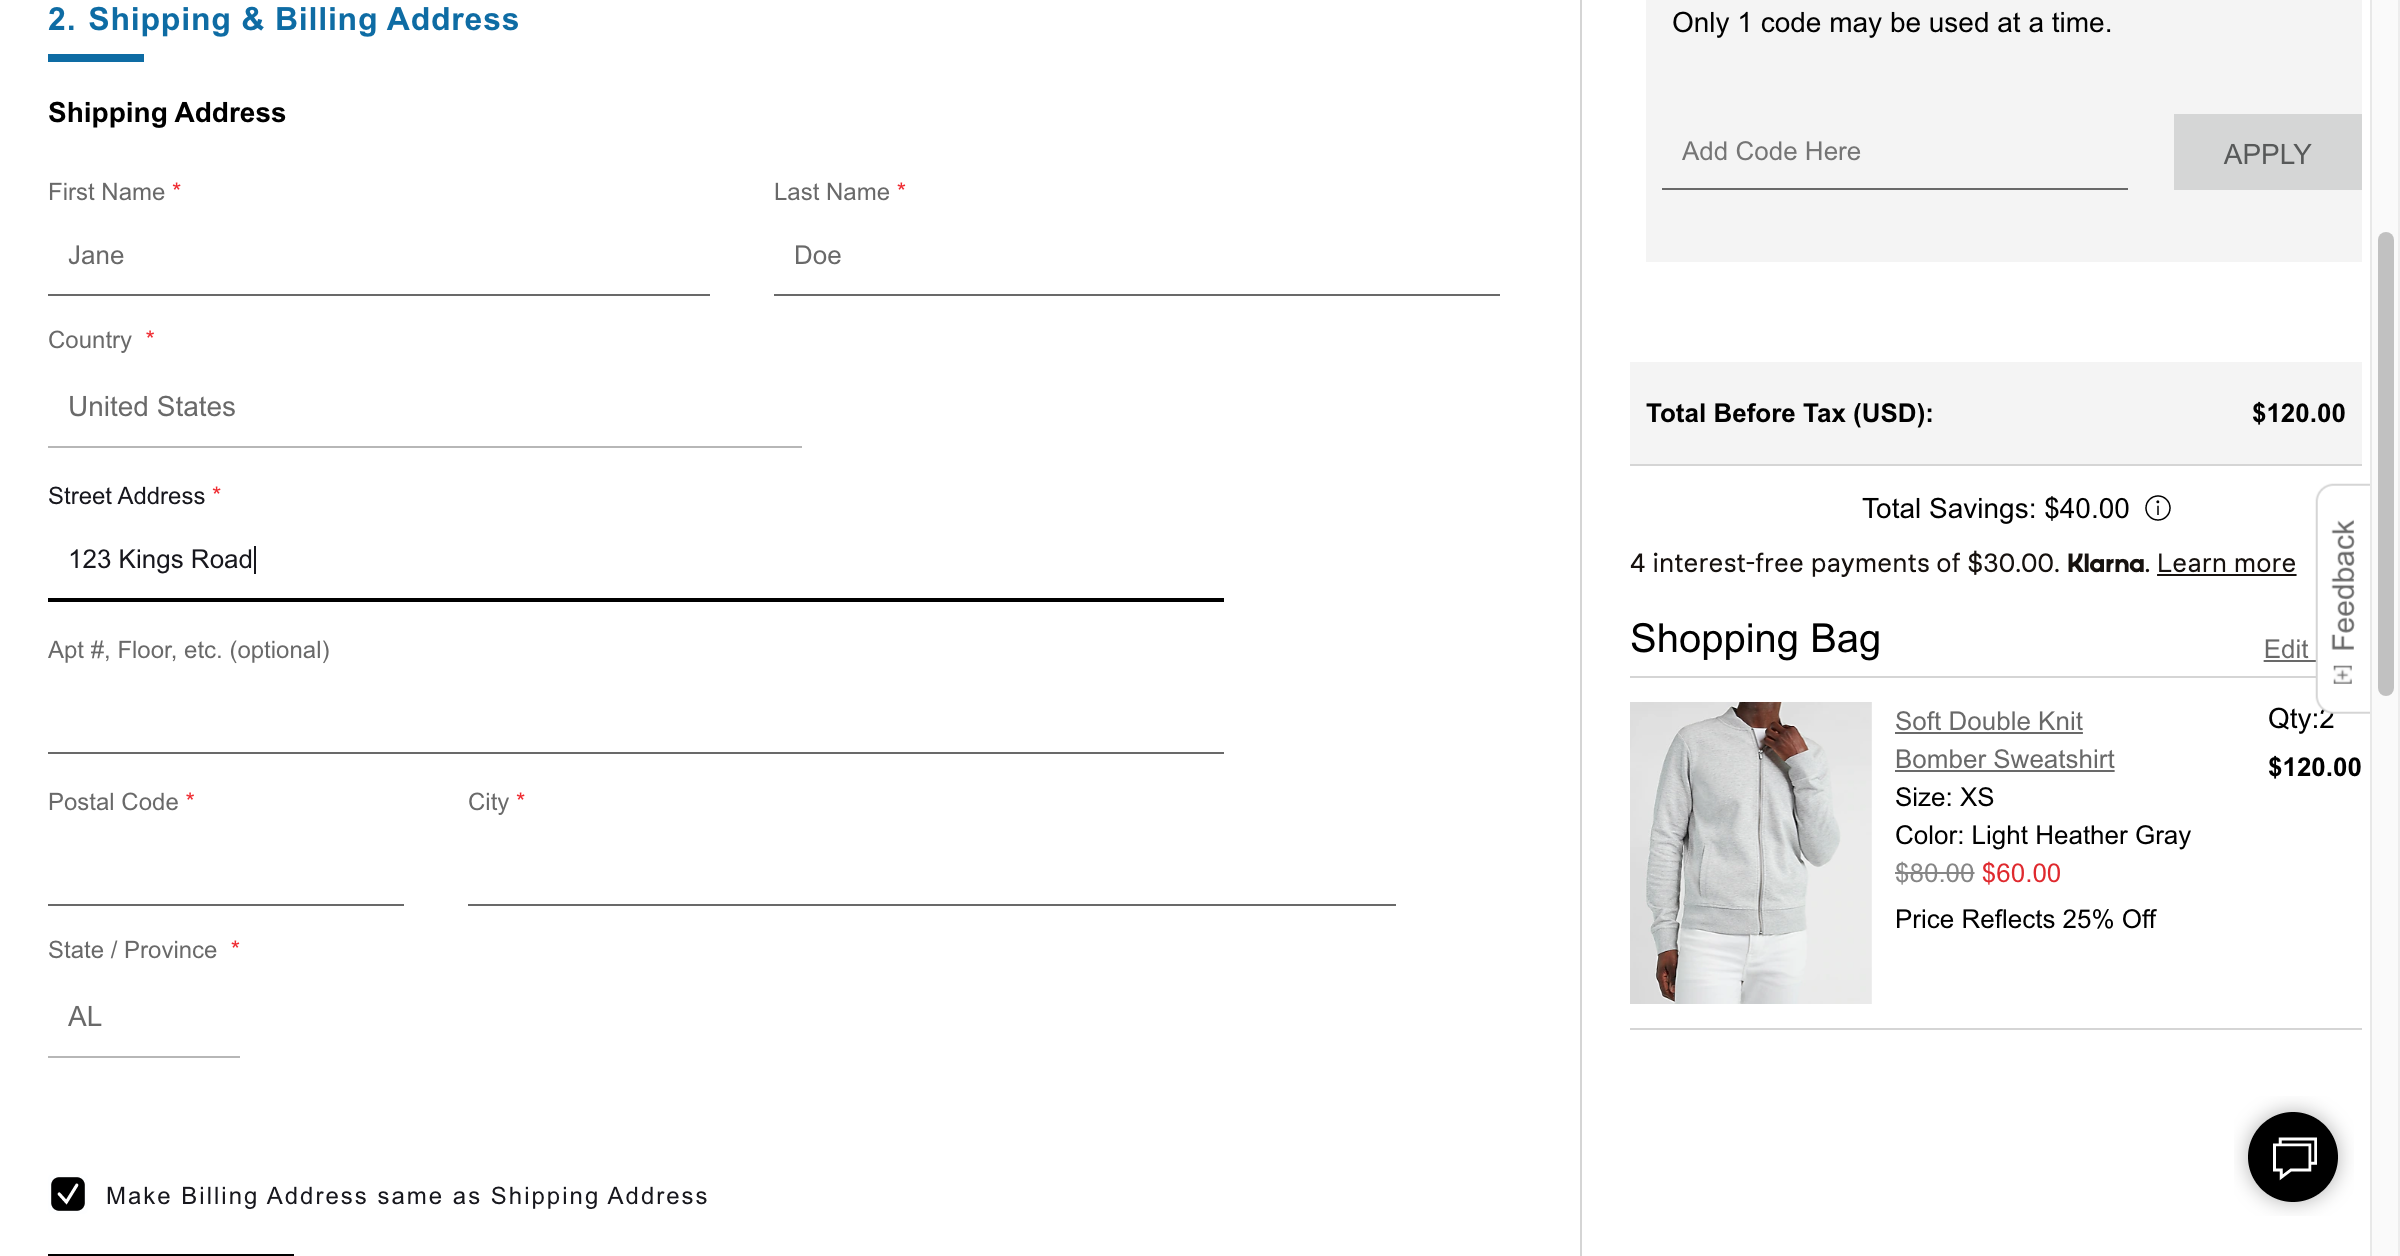 2. Shipping & Billing Address
Shipping Address
First Name *
Jane
Last Name *
Doe
Country *
United States
Street Address *
123 Kings Road
Apt #, Floor, etc. (optional)
Postal Code *
City *
State / Province *
AL
Make Billing Address same as Shipping Address
Only 1 code may be used at a time.
Add Code Here
APPLY
Total Before Tax (USD): $120.00
Total Savings: $40.00
4 interest-free payments of $30.00. Klarna. Learn more
Shopping Bag
Edit
Soft Double Knit
Bomber Sweatshirt
Size: XS
Color: Light Heather Gray
$80.00 $60.00
Price Reflects 25% Off
Qty:2
$120.00
[+] Feedback